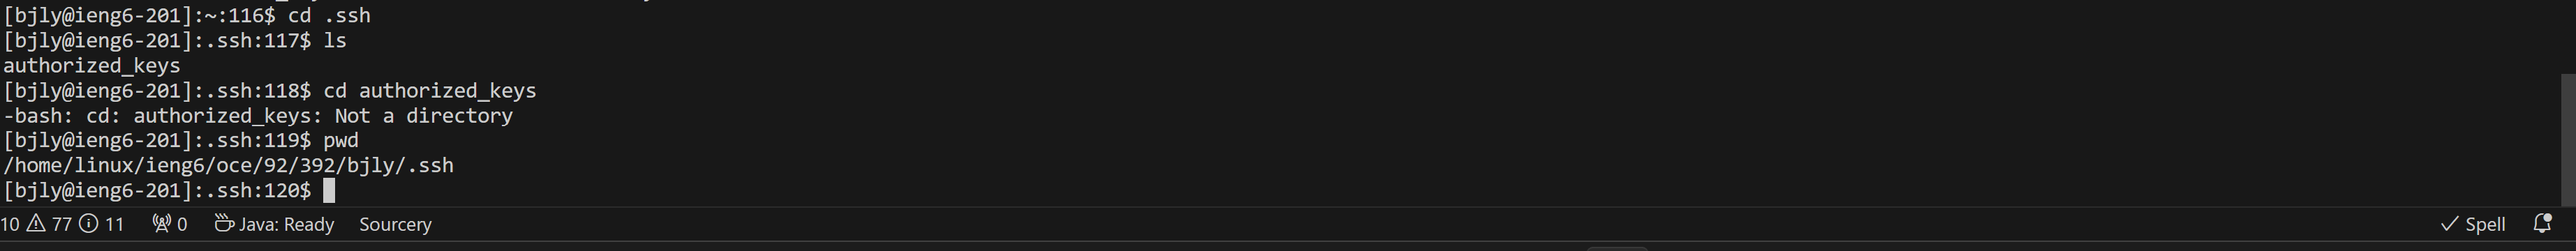 [bjly@ieng6-201]:~:116$ cd .ssh
[bjly@ieng6-201]:.ssh:117$ ls
authorized_keys
[bjly@ieng6-201]:.ssh:118$ cd authorized_keys
-bash: cd: authorized_keys: Not a directory
[bjly@ieng6-201]:.ssh:119$ pwd
/home/linux/ieng6/oce/92/392/bjly/.ssh
[bjly@ieng6-201]:.ssh:120$
10 77 11 0 Java: Ready Sourcery Spell